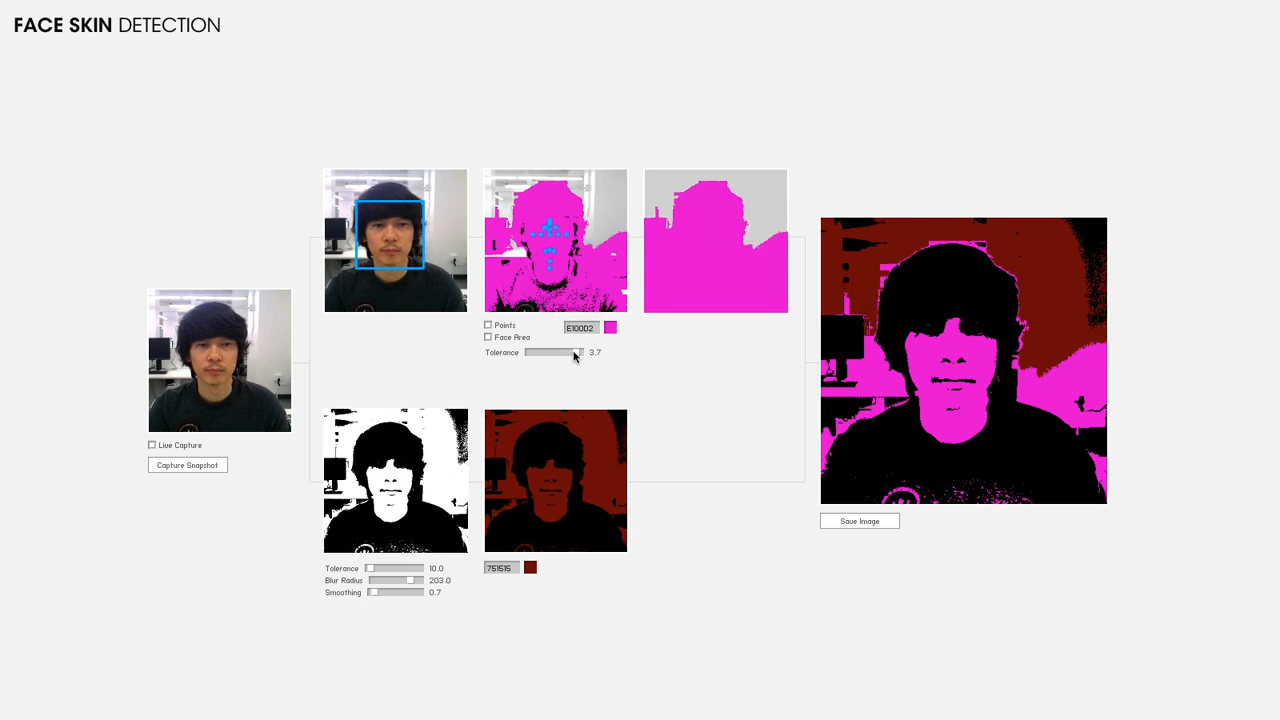 FACE SKIN DETECTION
Points
E100D2
Face Area
Tolerance 3.7
Live Capture
Capture Snapshot
Save Image
Tolerance 10.0
Blur Radius 203.0
Smoothing 0.7
751515